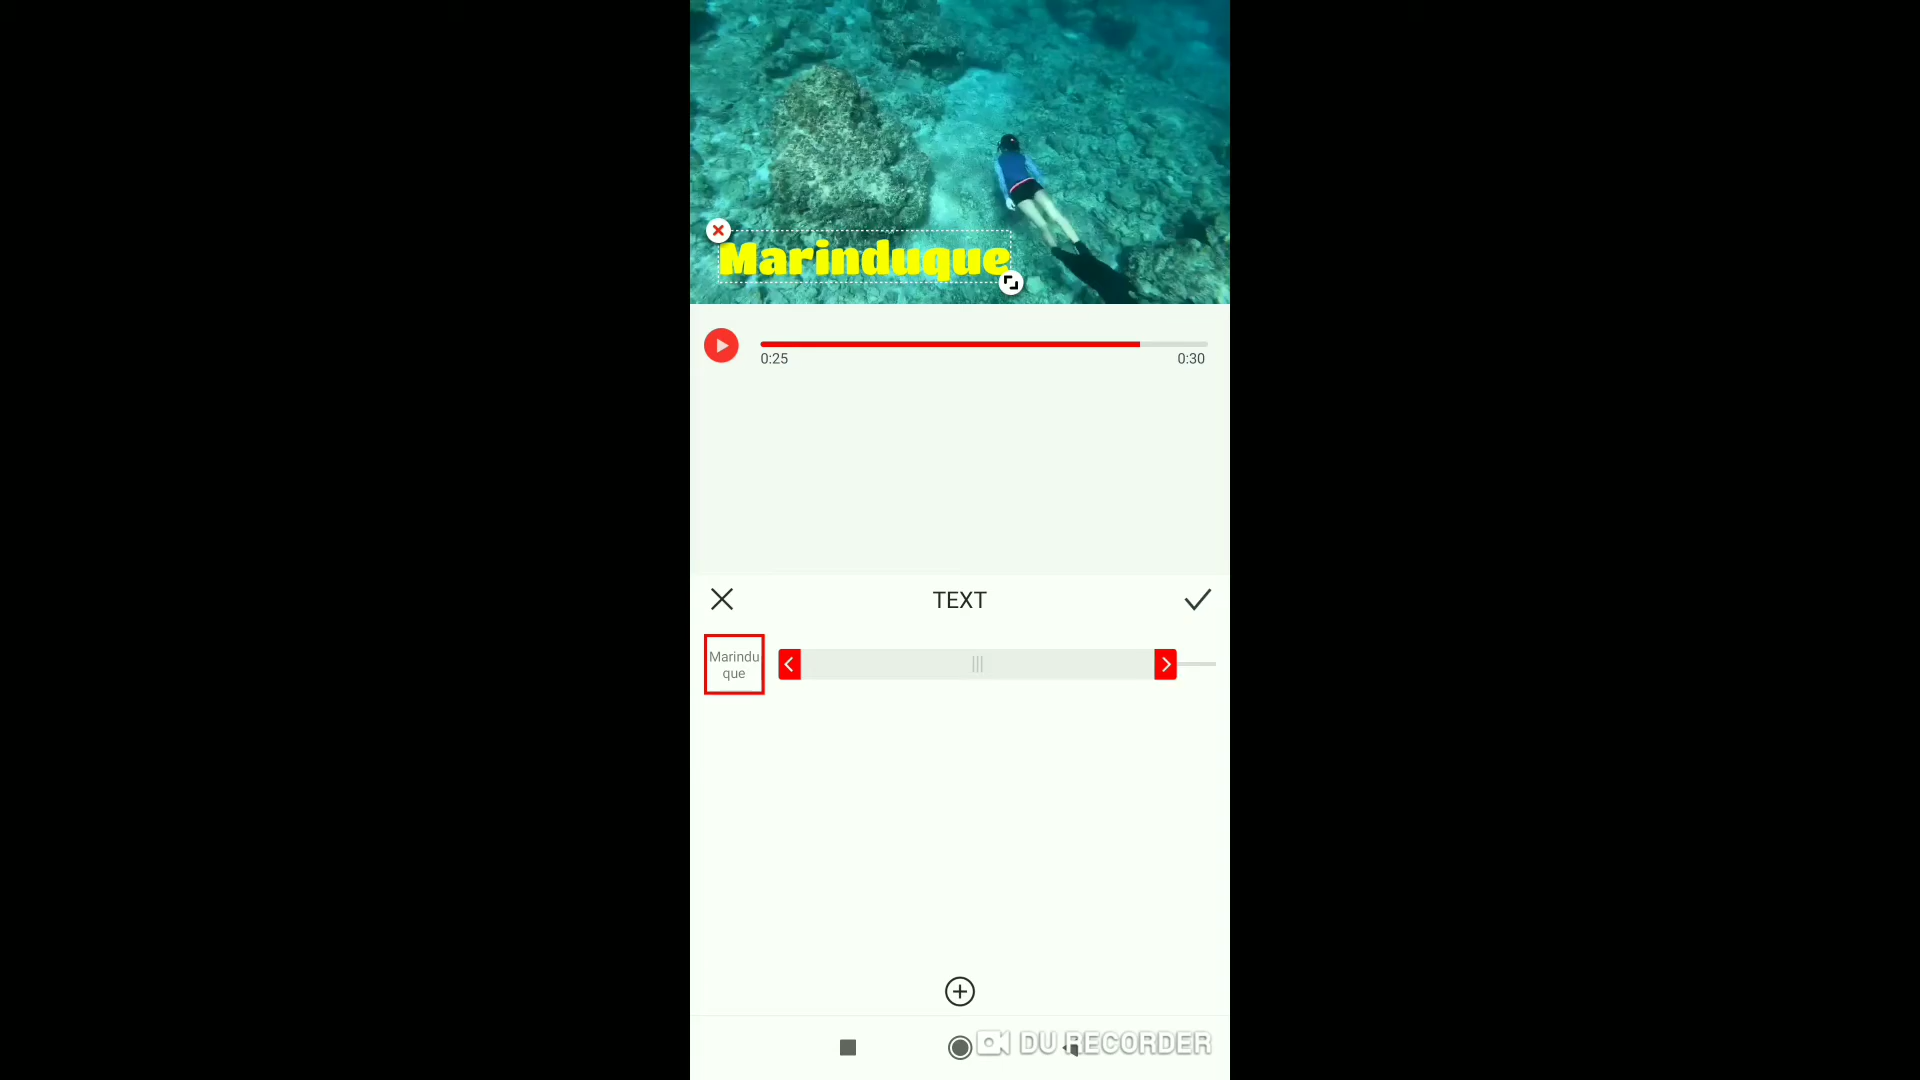 Marinduque
0:25
0:30
TEXT
Marindu
que
DU RECORDER